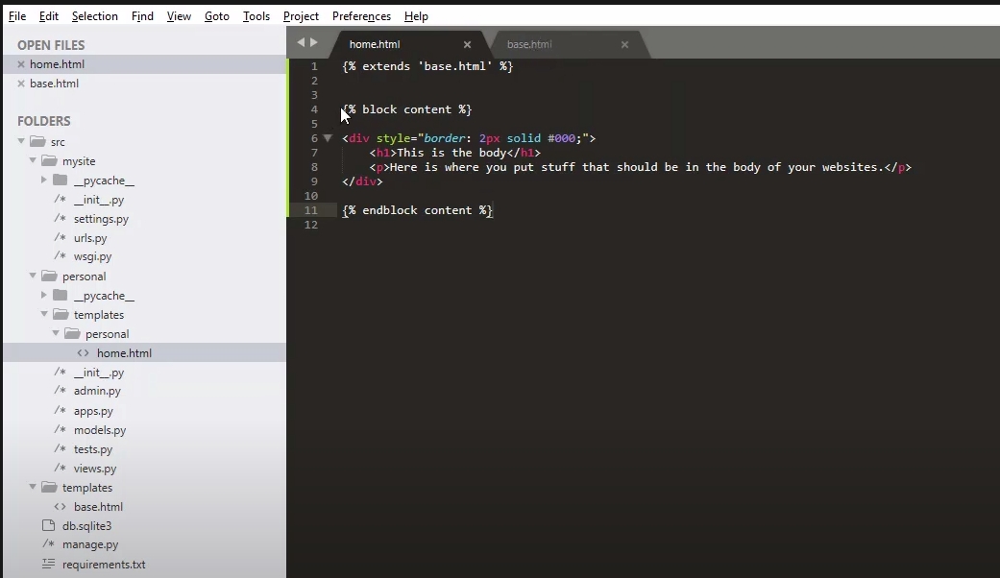 File Edit Selection Find View Goto Tools Project Preferences Help
OPEN FILES
home.html
base.html
FOLDERS
src
mysite
__pycache__
/* __init__.py
/* settings.py
/* urls.py
/* wsgi.py
personal
__pycache__
templates
personal
<> home.html
/* __init__.py
/* admin.py
/* apps.py
/* models.py
/* tests.py
/* views.py
templates
<> base.html
db.sqlite3
/* manage.py
requirements.txt
home.html base.html
1 {% extends 'base.html' %}
2
3
4 {% block content %}
5
6 <div style="border: 2px solid #000;">
7 <h1>This is the body</h1>
8 <p>Here is where you put stuff that should be in the body of your websites.</p>
9 </div>
10
11 {% endblock content %}
12